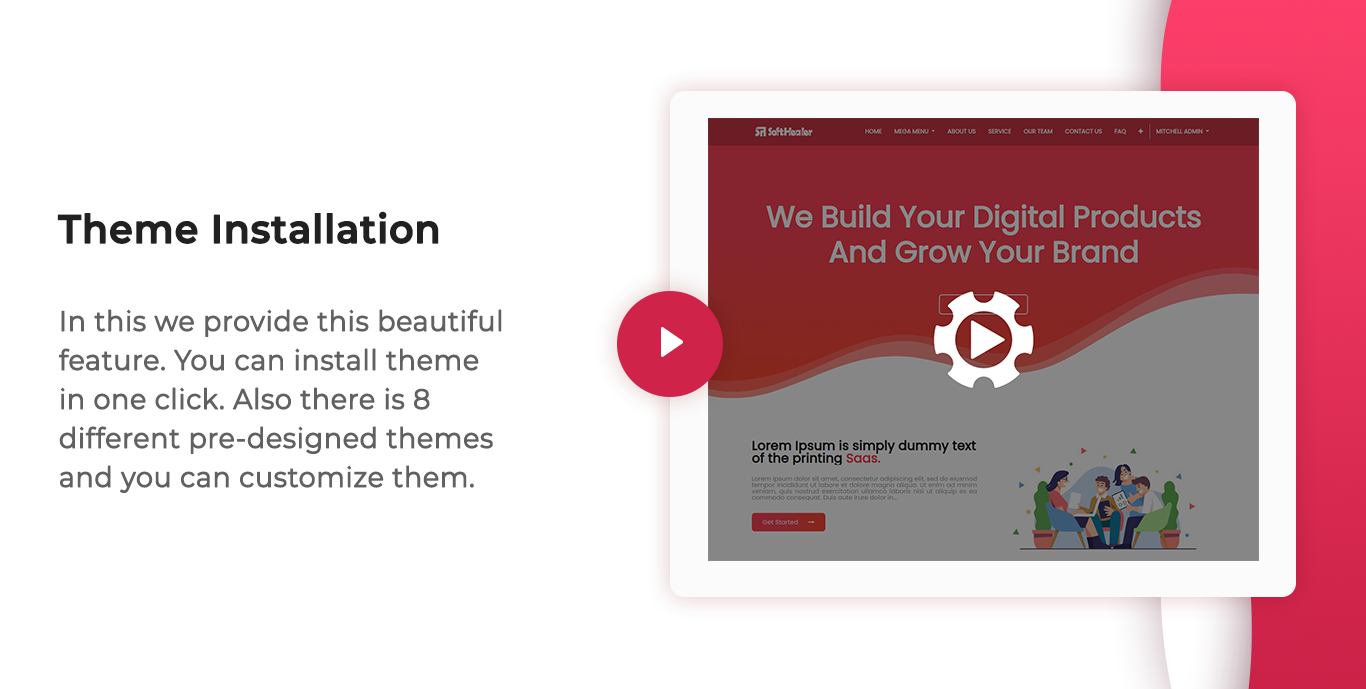 Theme Installation
In this we provide this beautiful
feature. You can install theme
in one click. Also there is 8
different pre-designed themes
and you can customize them.
SoftHealer
HOME MEGA MENU ABOUT US SERVICE OUR TEAM CONTACT US FAQ + MITCHELL ADMIN
We Build Your Digital Products
And Grow Your Brand
Lorem Ipsum is simply dummy text
of the printing Saas.
Lorem ipsum dolor sit amet, consectetur adipiscing elit, sed do eiusmod
tempor incididunt ut labore et dolore magna aliqua. Ut enim ad minim
veniam, quis nostrud exercitation ullamco laboris nisi ut aliquip ex ea
commodo consequat. Duis aute irure dolor in.
Get Started